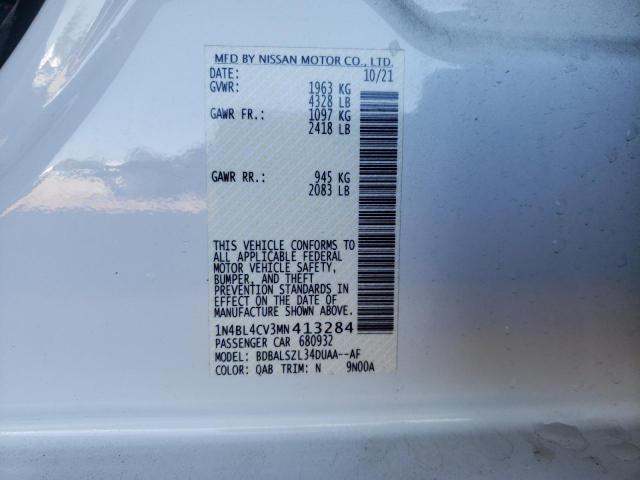 MFD BY NISSAN MOTOR CO., LTD.
DATE: 10/21
GVWR: 1963 KG
4328 LB
GAWR FR.: 1097 KG
2418 LB
GAWR RR.: 945 KG
2083 LB
THIS VEHICLE CONFORMS TO
ALL APPLICABLE FEDERAL
MOTOR VEHICLE SAFETY,
BUMPER, AND THEFT
PREVENTION STANDARDS IN
EFFECT ON THE DATE OF
MANUFACTURE SHOWN ABOVE.
1N4BL4CV3MN413284
PASSENGER CAR 680932
MODEL: BDBALSZL34DUAA--AF
COLOR: QAB TRIM: N 9N00A